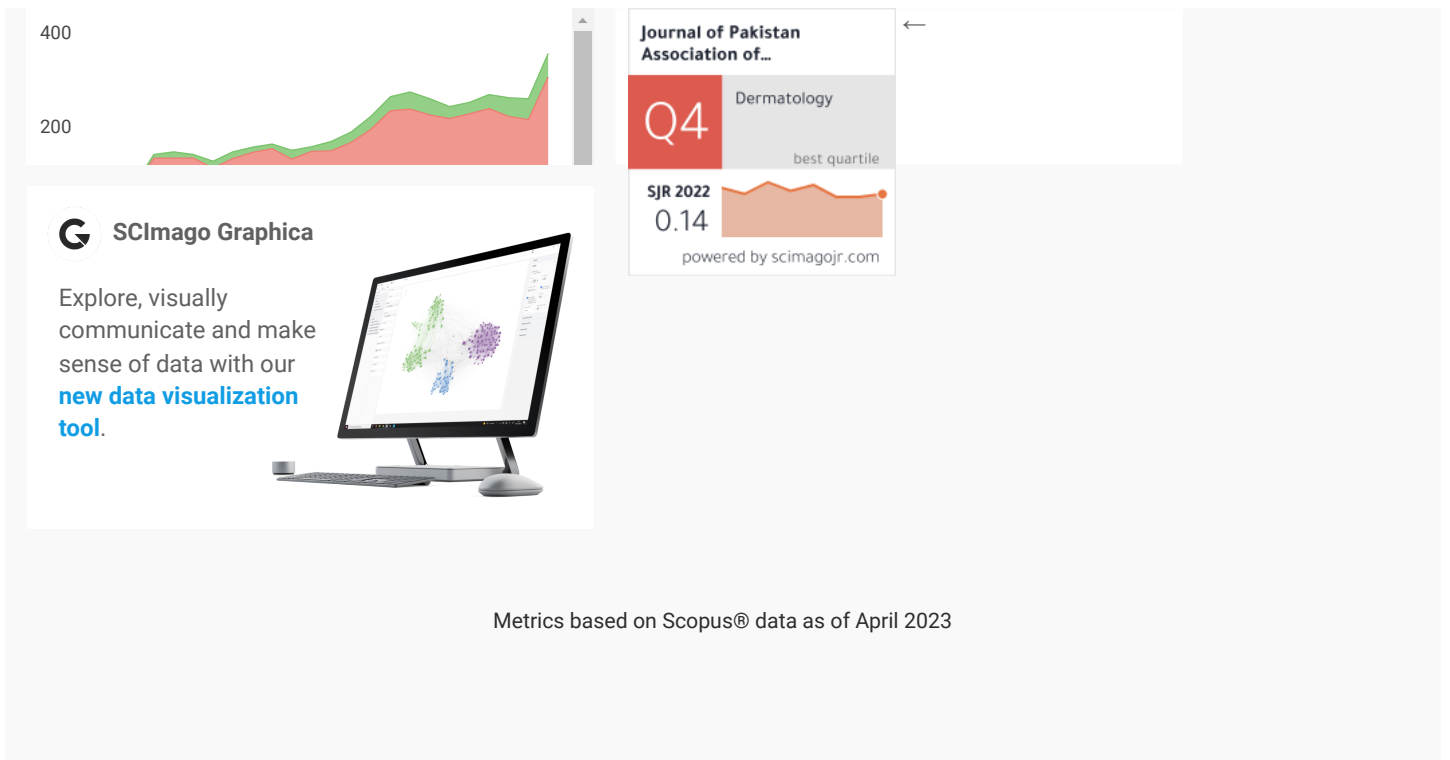 400
200
Journal of Pakistan
Association of...
←
Q4
Dermatology
best quartile
SJR 2022
0.14
powered by scimagojr.com
SCImago Graphica
Explore, visually
communicate and make
sense of data with our
new data visualization
tool.
Metrics based on Scopus® data as of April 2023